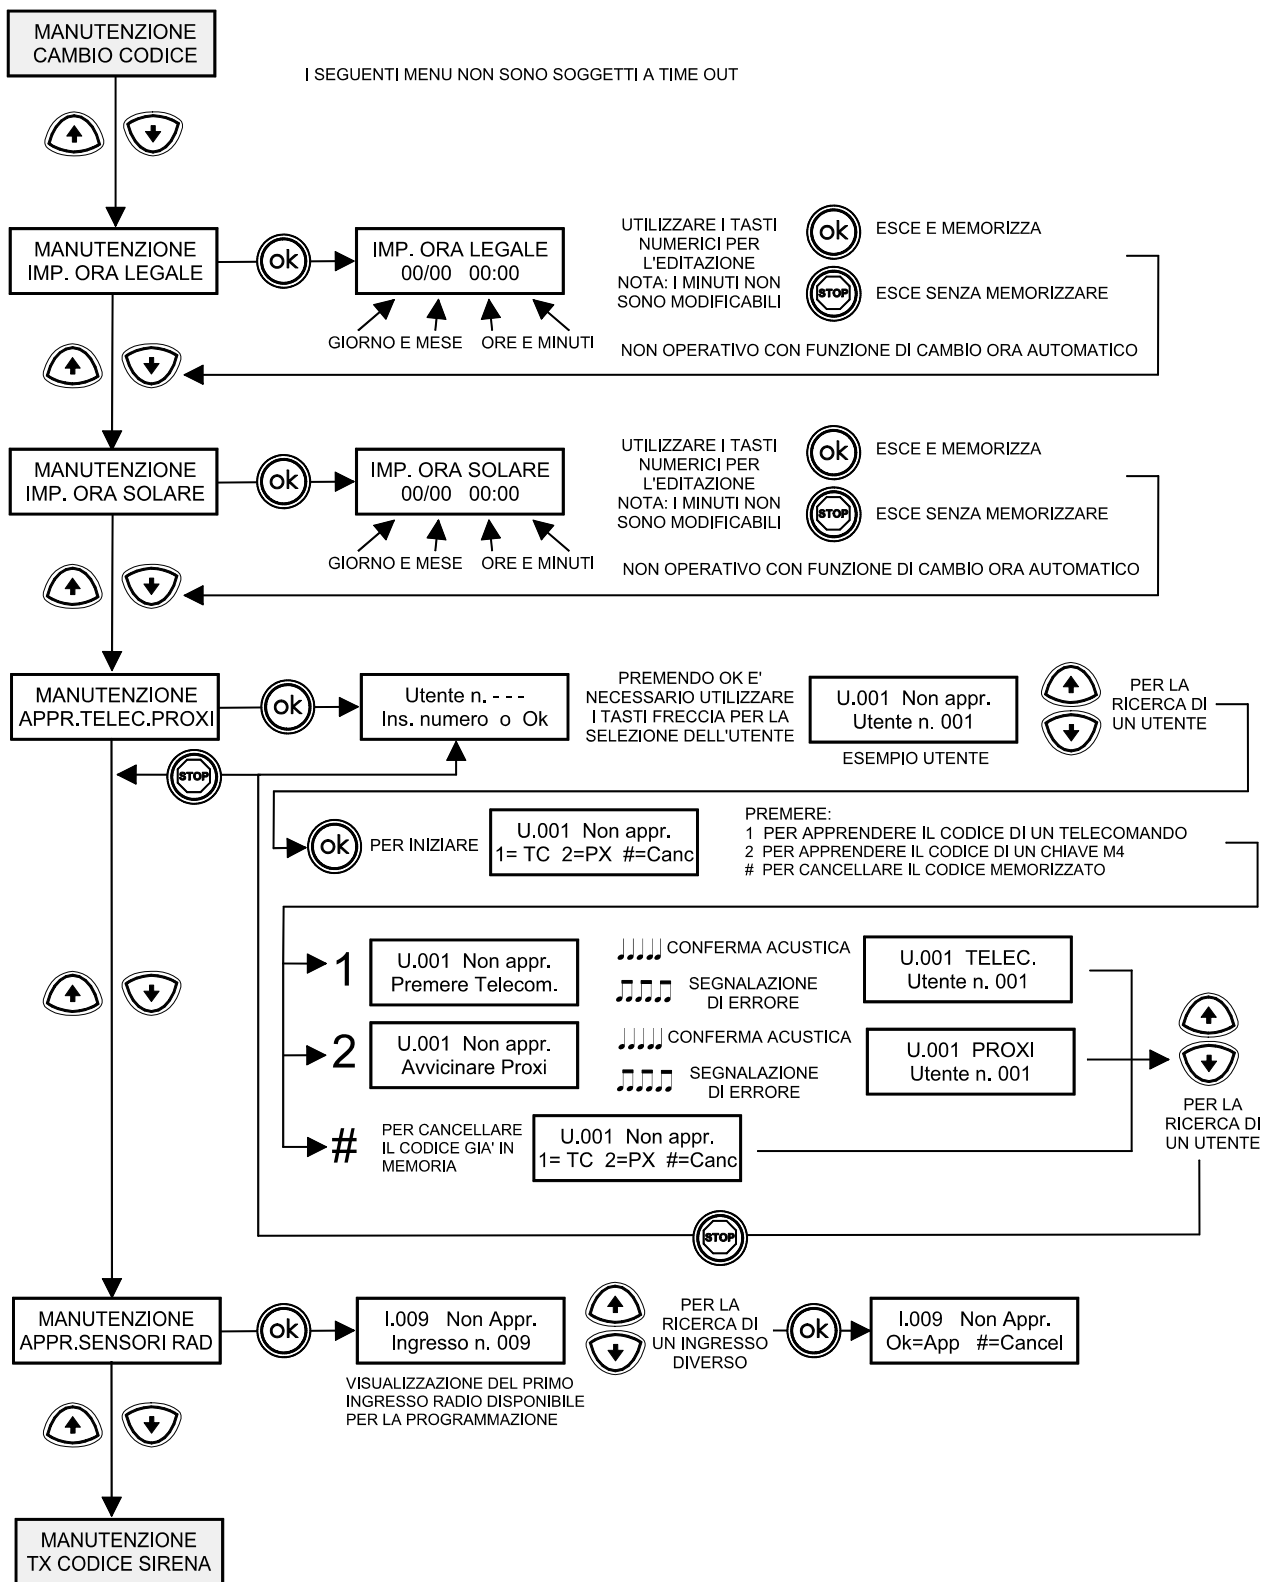 MANUTENZIONE
CAMBIO CODICE
I SEGUENTI MENU NON SONO SOGGETTI A TIME OUT
MANUTENZIONE
IMP. ORA LEGALE
ok
IMP. ORA LEGALE
00/00 00:00
GIORNO E MESE
ORE E MINUTI
UTILIZZARE I TASTI
NUMERICI PER
L'EDITAZIONE
NOTA: I MINUTI NON
SONO MODIFICABILI
ok
ESCE E MEMORIZZA
STOP
ESCE SENZA MEMORIZZARE
NON OPERATIVO CON FUNZIONE DI CAMBIO ORA AUTOMATICO
MANUTENZIONE
IMP. ORA SOLARE
ok
IMP. ORA SOLARE
00/00 00:00
GIORNO E MESE
ORE E MINUTI
UTILIZZARE I TASTI
NUMERICI PER
L'EDITAZIONE
NOTA: I MINUTI NON
SONO MODIFICABILI
ok
ESCE E MEMORIZZA
STOP
ESCE SENZA MEMORIZZARE
NON OPERATIVO CON FUNZIONE DI CAMBIO ORA AUTOMATICO
MANUTENZIONE
APPR.TELEC.PROXI
ok
Utente n. - - -
Ins. numero o Ok
PREMENDO OK E'
NECESSARIO UTILIZZARE
I TASTI FRECCIA PER LA
SELEZIONE DELL'UTENTE
U.001 Non appr.
Utente n. 001
ESEMPIO UTENTE
PER LA
RICERCA DI
UN UTENTE
STOP
ok
PER INIZIARE
U.001 Non appr.
1= TC 2=PX #=Canc
PREMERE:
1 PER APPRENDERE IL CODICE DI UN TELECOMANDO
2 PER APPRENDERE IL CODICE DI UN CHIAVE M4
# PER CANCELLARE IL CODICE MEMORIZZATO
1
U.001 Non appr.
Premere Telecom.
CONFERMA ACUSTICA
SEGNALAZIONE
DI ERRORE
U.001 TELEC.
Utente n. 001
2
U.001 Non appr.
Avvicinare Proxi
CONFERMA ACUSTICA
SEGNALAZIONE
DI ERRORE
U.001 PROXI
Utente n. 001
PER LA
RICERCA DI
UN UTENTE
#
PER CANCELLARE
IL CODICE GIA' IN
MEMORIA
U.001 Non appr.
1= TC 2=PX #=Canc
STOP
MANUTENZIONE
APPR.SENSORI RAD
ok
I.009 Non Appr.
Ingresso n. 009
VISUALIZZAZIONE DEL PRIMO
INGRESSO RADIO DISPONIBILE
PER LA PROGRAMMAZIONE
PER LA
RICERCA DI
UN INGRESSO
DIVERSO
ok
I.009 Non Appr.
Ok=App #=Cancel
MANUTENZIONE
TX CODICE SIRENA